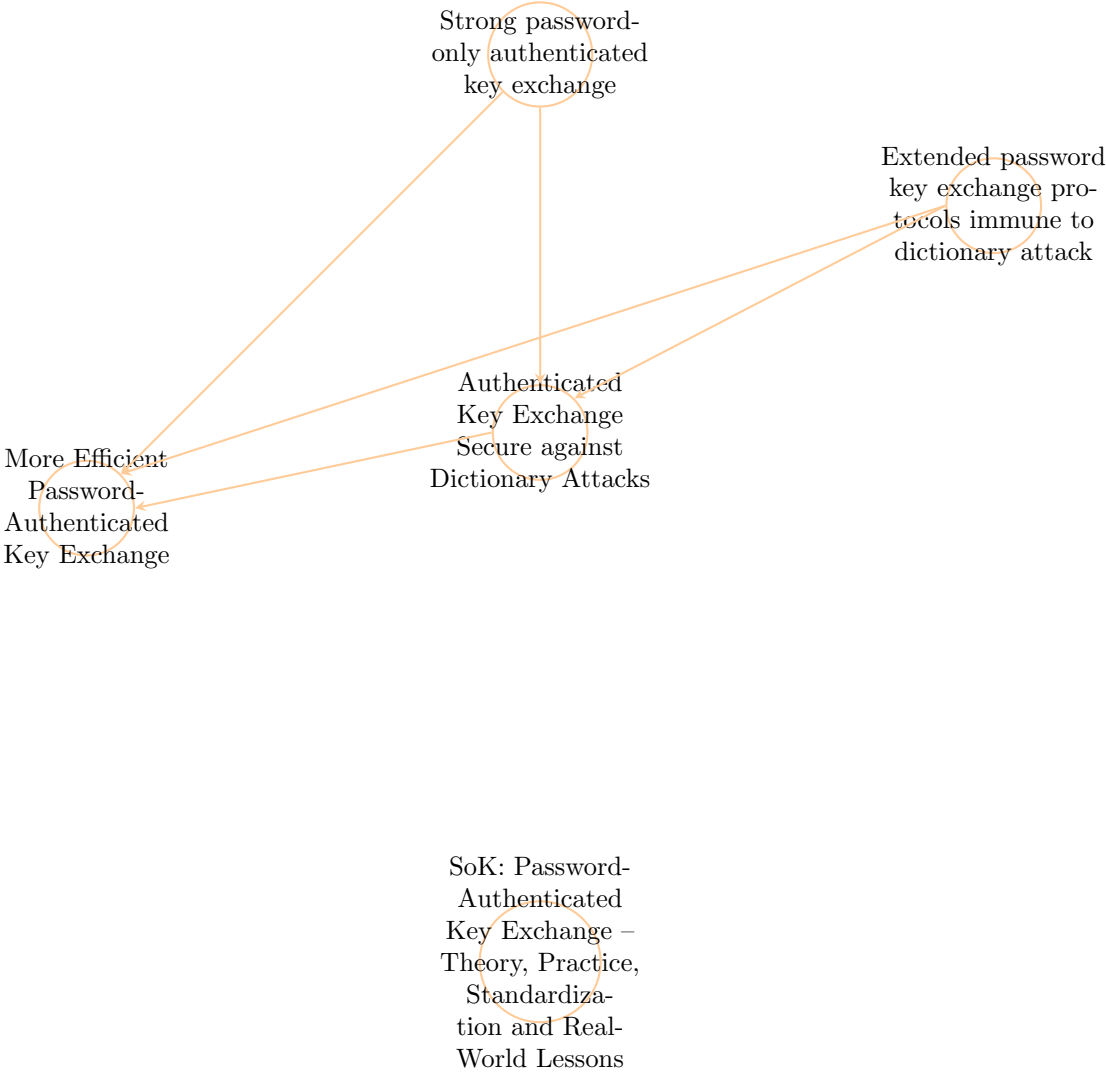 Strong password-
only authenticated
key exchange
Extended password
key exchange pro-
tocols immune to
dictionary attack
Authenticated
Key Exchange
Secure against
Dictionary Attacks
More Efficient
Password-
Authenticated
Key Exchange
SoK: Password-
Authenticated
Key Exchange –
Theory, Practice,
Standardiza-
tion and Real-
World Lessons